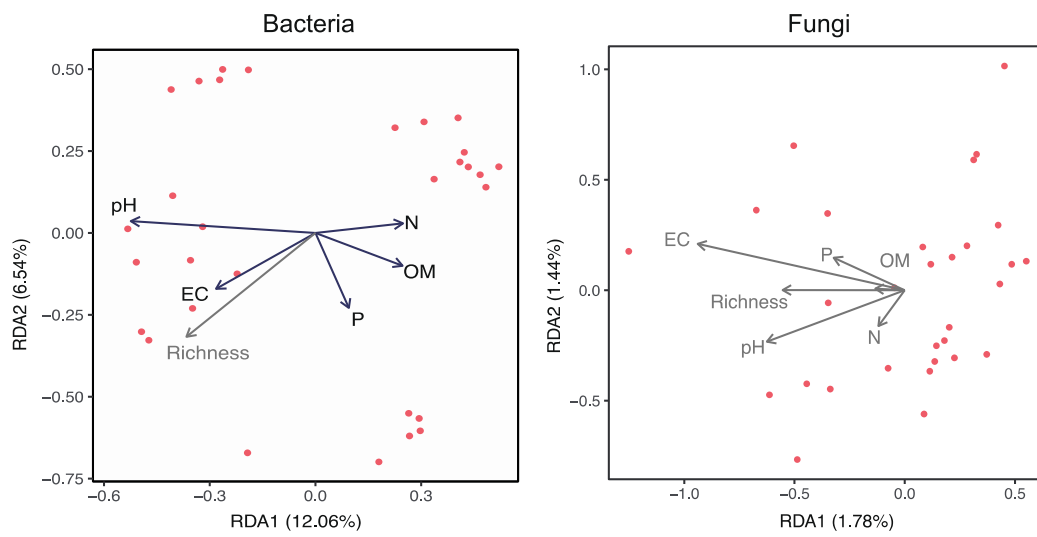 Bacteria
0.50
0.25
0.00
−0.25
−0.50
−0.75
RDA2 (6.54%)
pH
N
OM
EC
P
Richness
−0.6
−0.3
0.0
0.3
RDA1 (12.06%)
Fungi
1.0
0.5
0.0
−0.5
RDA2 (1.44%)
EC
P
OM
Richness
pH
N
−1.0
−0.5
0.0
0.5
RDA1 (1.78%)